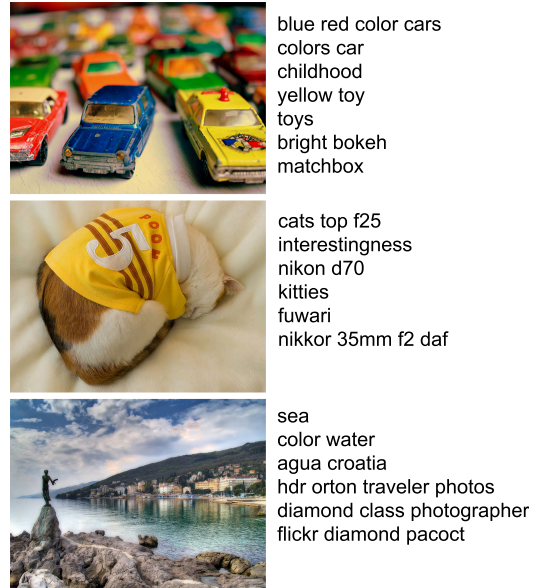 blue red color cars
colors car
childhood
yellow toy
toys
bright bokeh
matchbox
POOH
5
cats top f25
interestingness
nikon d70
kitties
fuwari
nikkor 35mm f2 daf
sea
color water
agua croatia
hdr orton traveler photos
diamond class photographer
flickr diamond pacoct